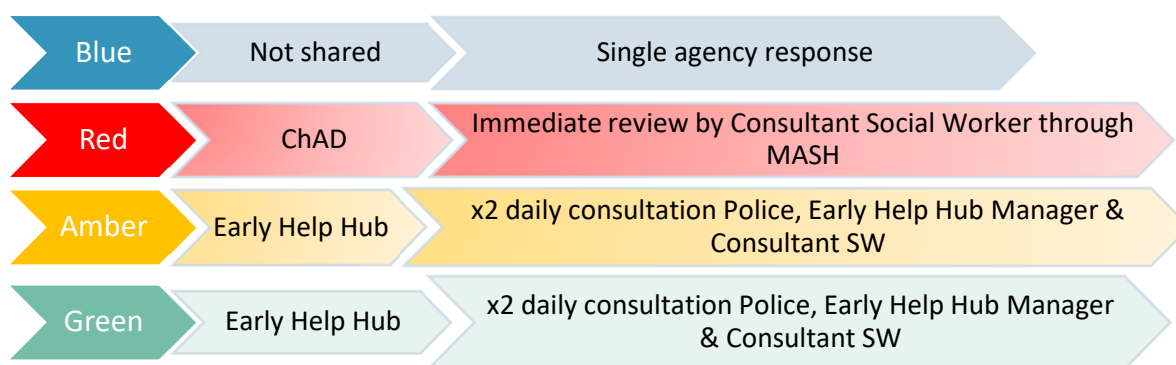 Blue
Not shared
Single agency response
Red
ChAD
Immediate review by Consultant Social Worker through
MASH
Amber
Early Help Hub
x2 daily consultation Police, Early Help Hub Manager &
Consultant SW
Green
Early Help Hub
x2 daily consultation Police, Early Help Hub Manager
& Consultant SW